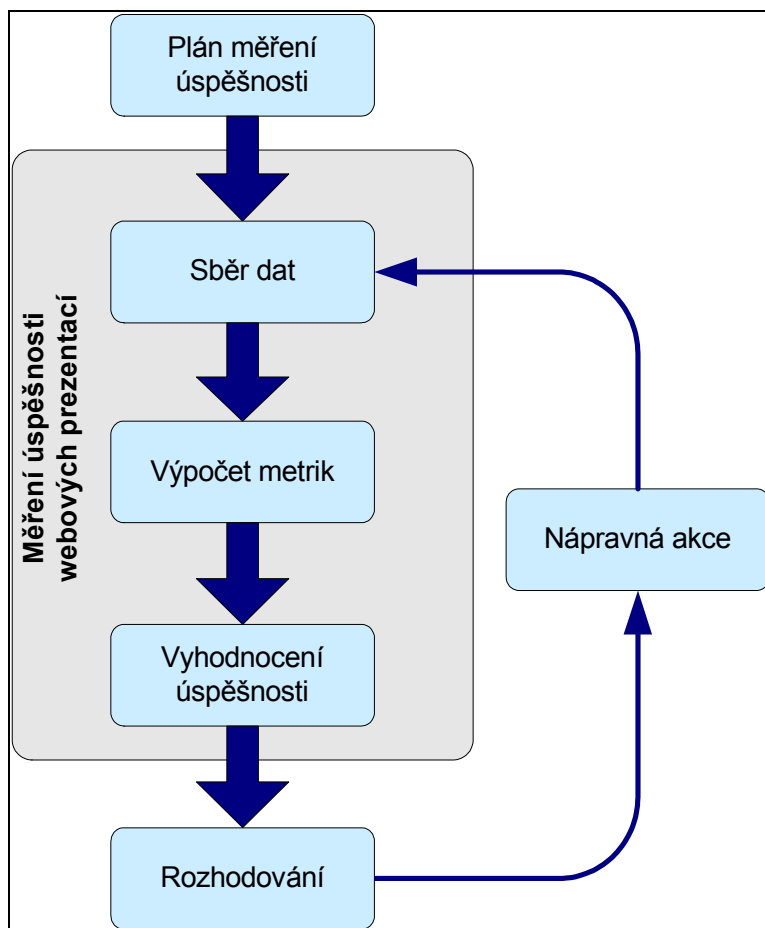 Plán měření
úspěšnosti
Měření úspěšnosti
webových prezentací
Sběr dat
Výpočet metrik
Nápravná akce
Vyhodnocení
úspěšnosti
Rozhodování